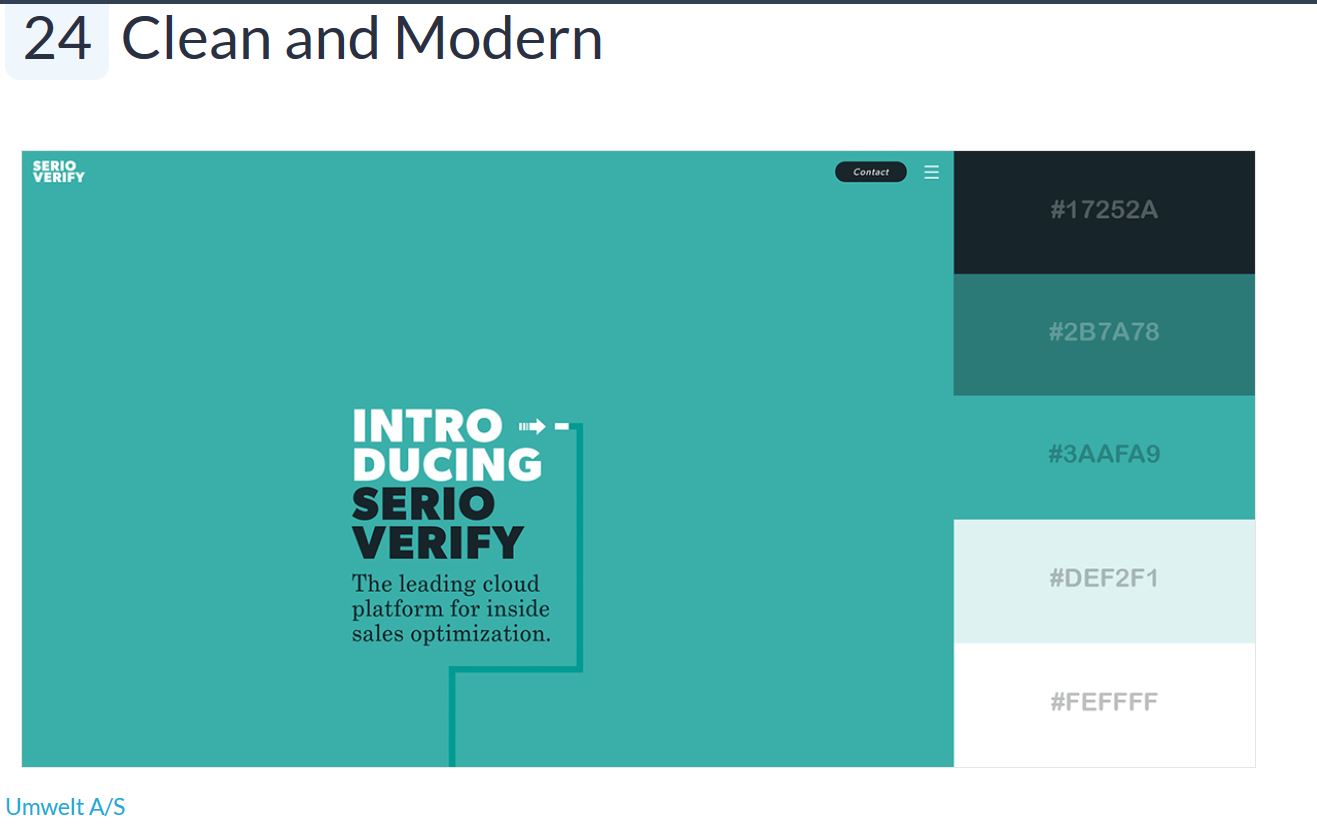 24 Clean and Modern
SERIO
VERIFY
Contact
INTRO
DUCING
SERIO
VERIFY
The leading cloud
platform for inside
sales optimization.
#17252A
#2B7A78
#3AAFA9
#DEF2F1
#FEFFFF
Umwelt A/S